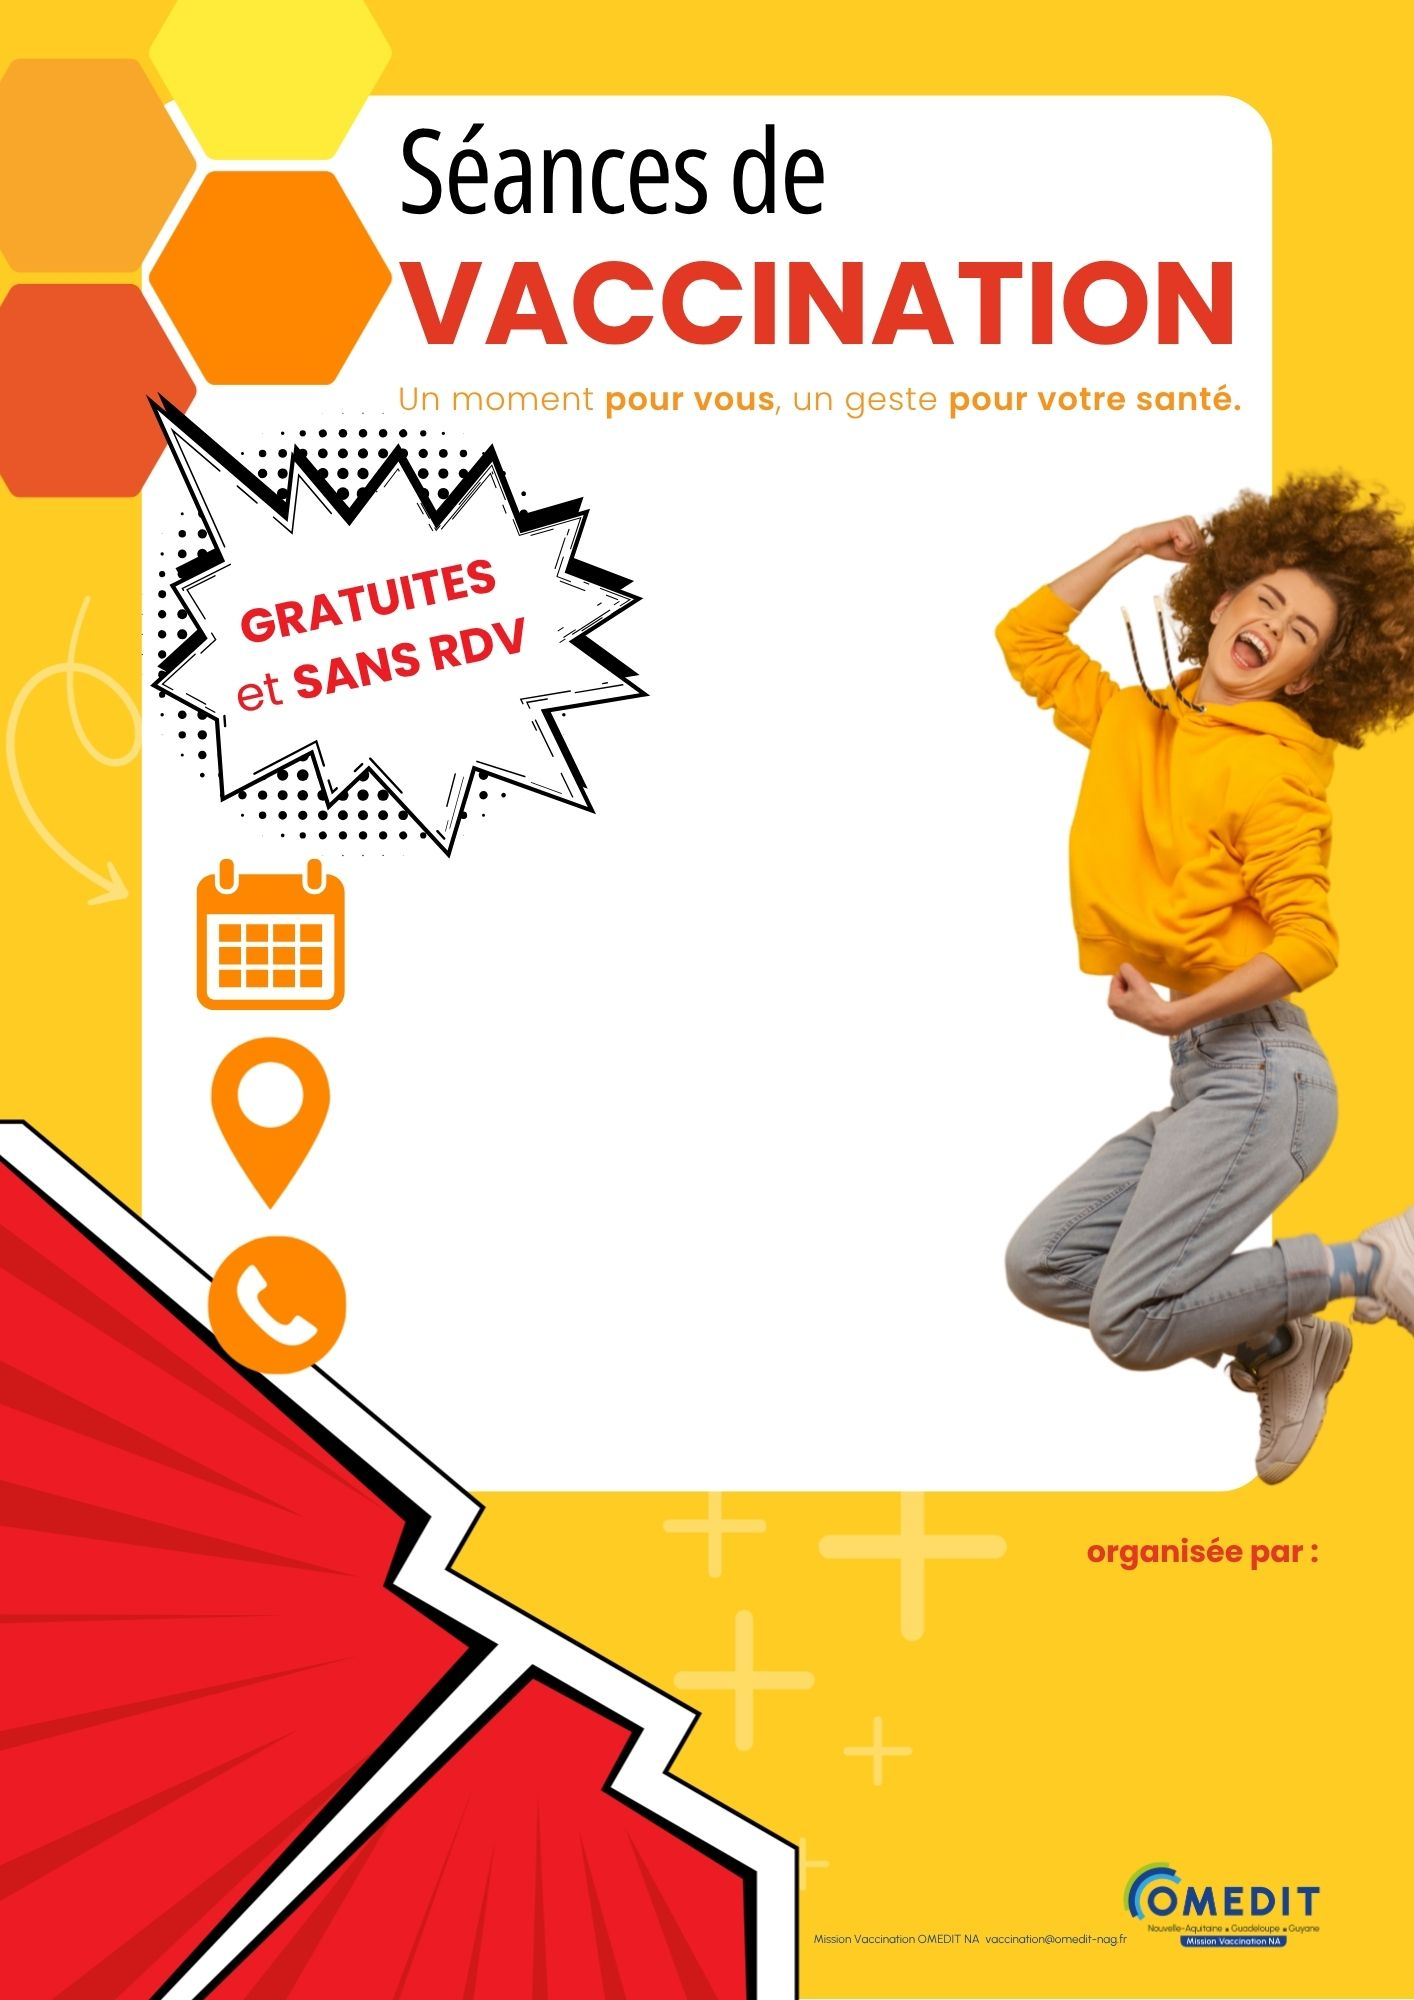 Séances de
VACCINATION
Un moment pour vous, un geste pour votre santé.
GRATUITES
et SANS RDV
organisée par :
OMEDIT
Nouvelle-Aquitaine Guadeloupe Guyane
Mission Vaccination NA
Mission Vaccination OMEDIT NA vaccination@omedit-nag.fr